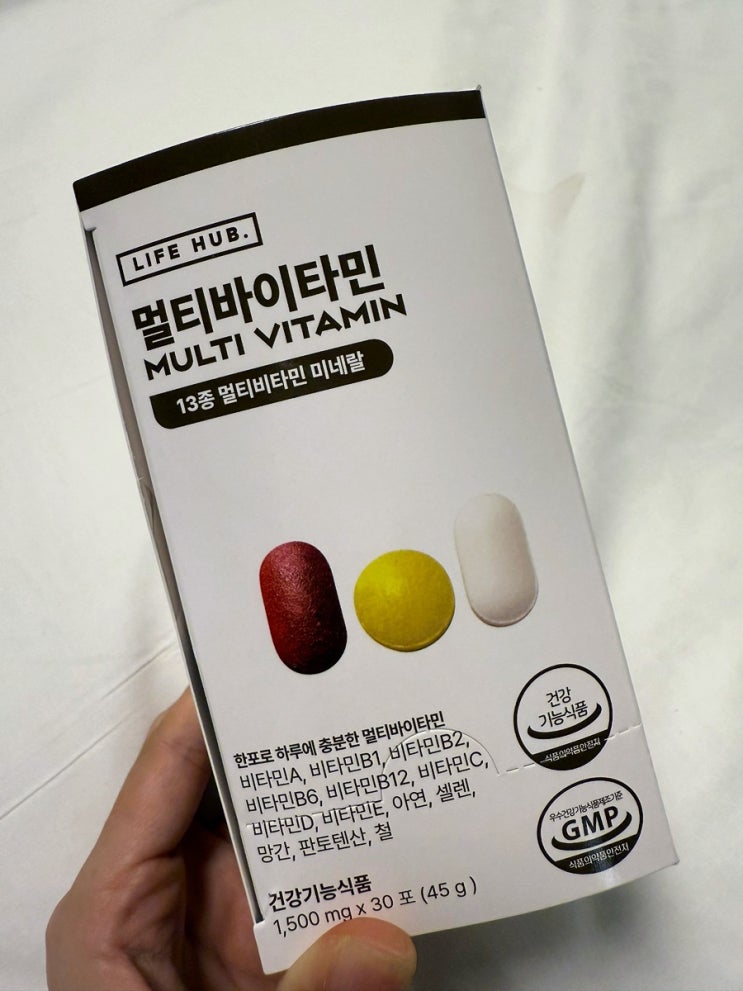 LIFE HUB.
멀티바이타민
MULTI VITAMIN
13종 멀티비타민 미네랄
한포로 하루에 충분한 멀티바이타민
비타민A, 비타민B1, 비타민B2,
비타민B6, 비타민B12, 비타민C,
비타민D, 비타민E, 아연, 셀렌,
망간, 판토텐산, 철
건강기능식품
1,500 mg x 30 포 (45 g )
건강
기능식품
식품의약품안전처
우수건강기능식품제조기준
GMP
식품의약품안전처